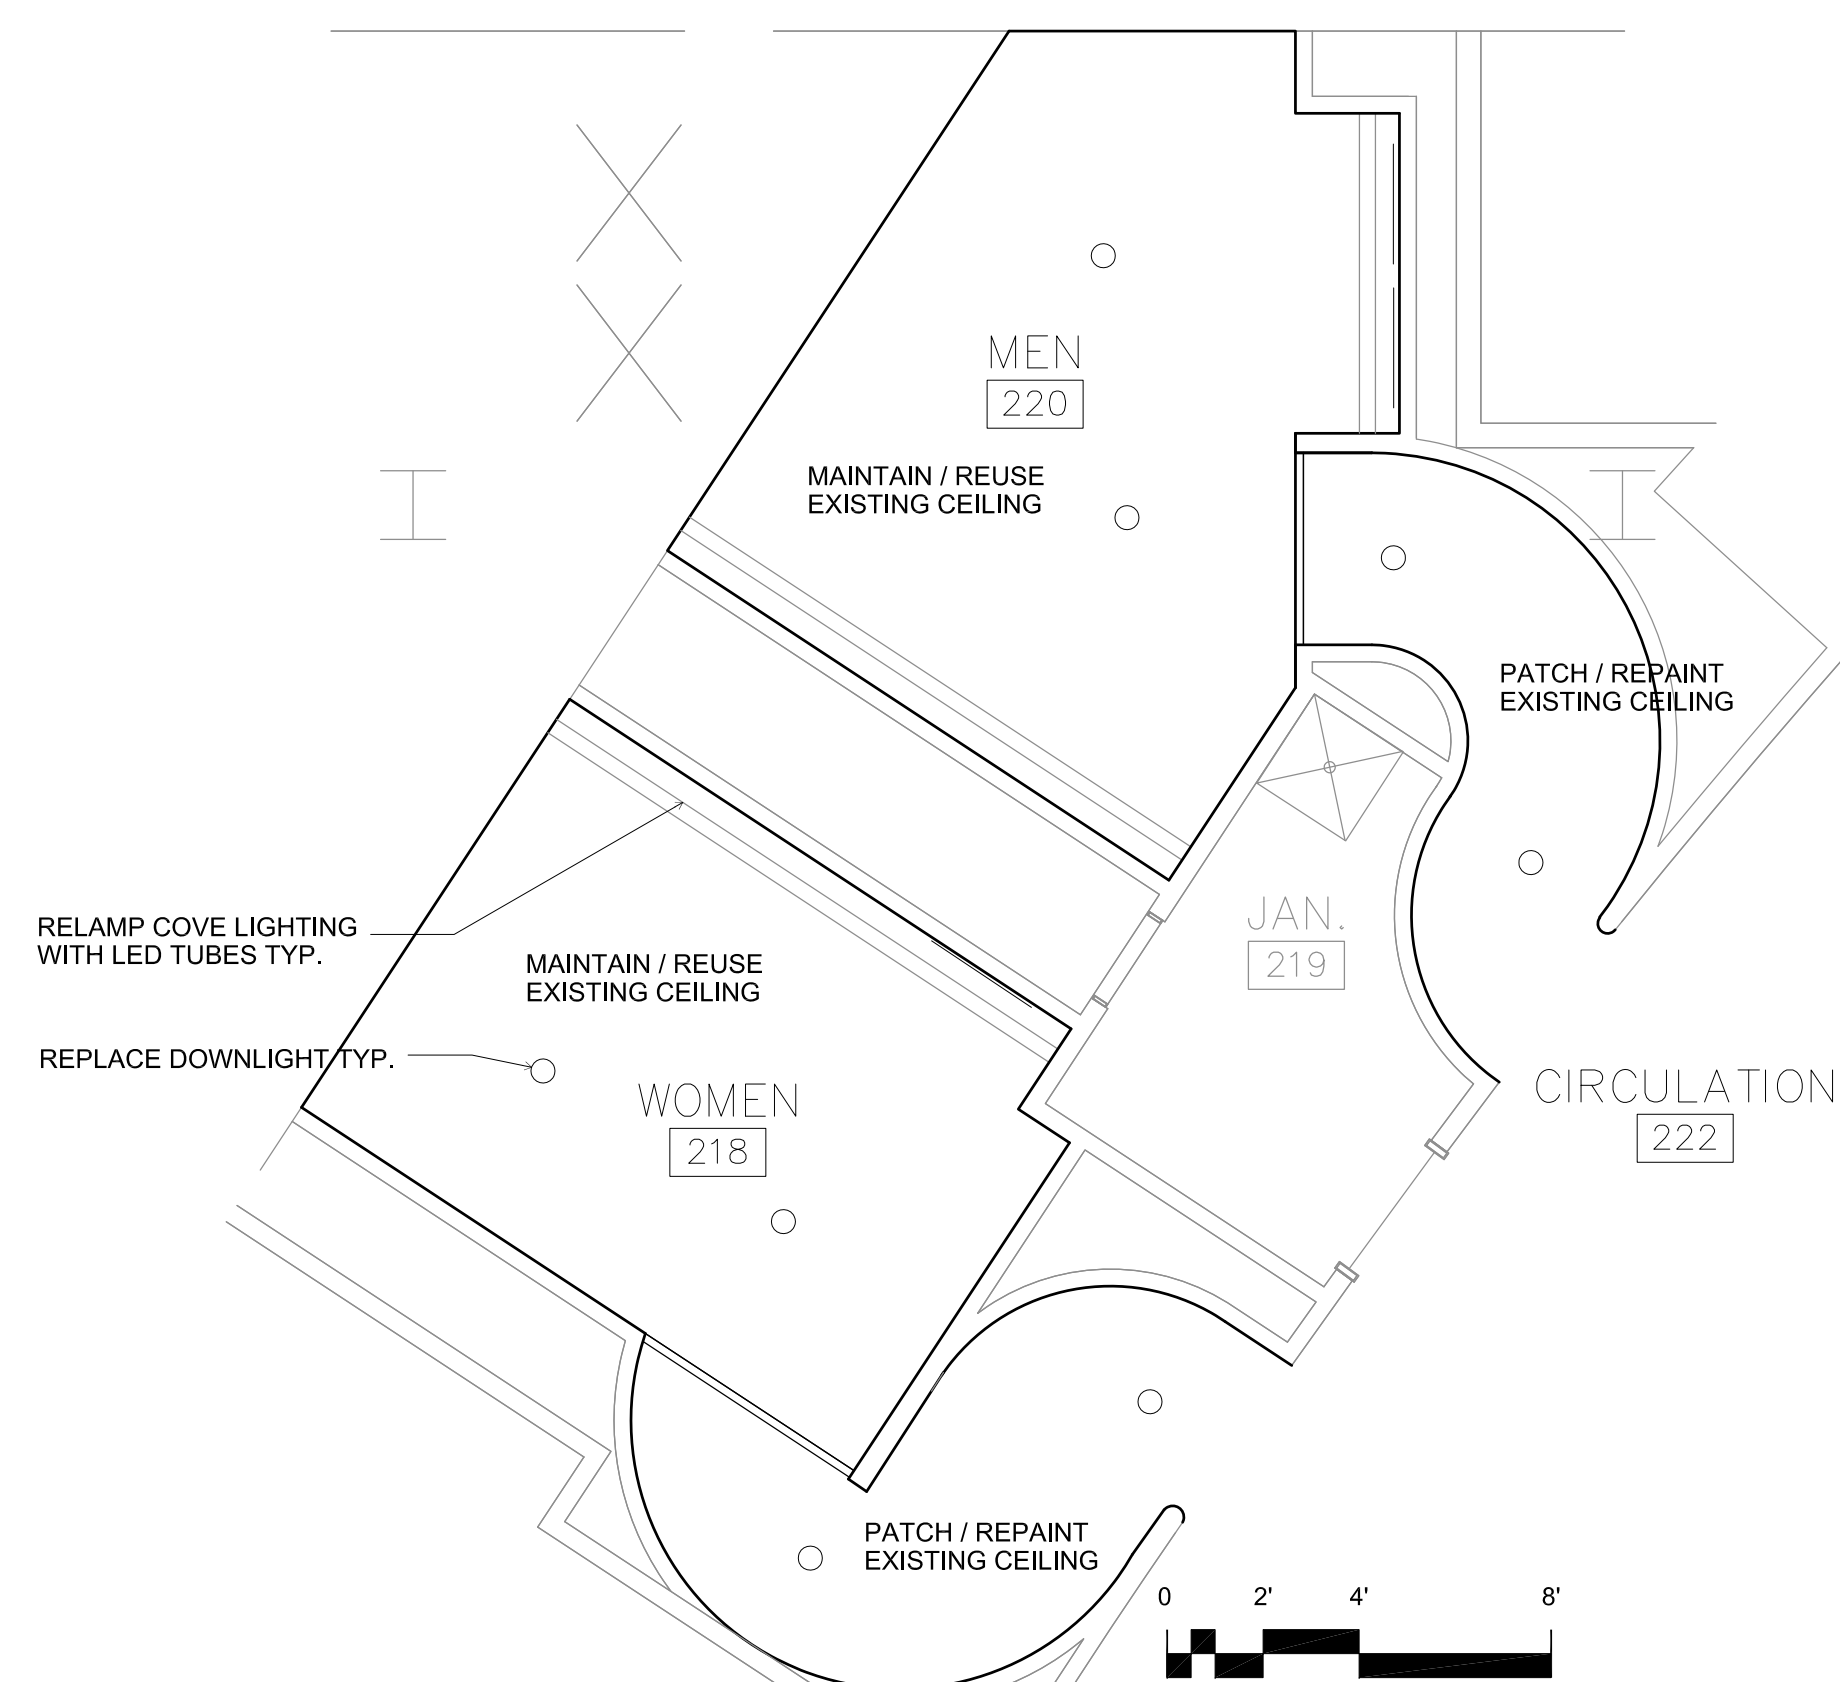 MEN
220
MAINTAIN / REUSE
EXISTING CEILING
PATCH / REPAINT
EXISTING CEILING
RELAMP COVE LIGHTING
WITH LED TUBES TYP.
JAN.
219
MAINTAIN / REUSE
EXISTING CEILING
REPLACE DOWNLIGHT TYP.
WOMEN
218
CIRCULATION
222
PATCH / REPAINT
EXISTING CEILING
0 2' 4' 8'